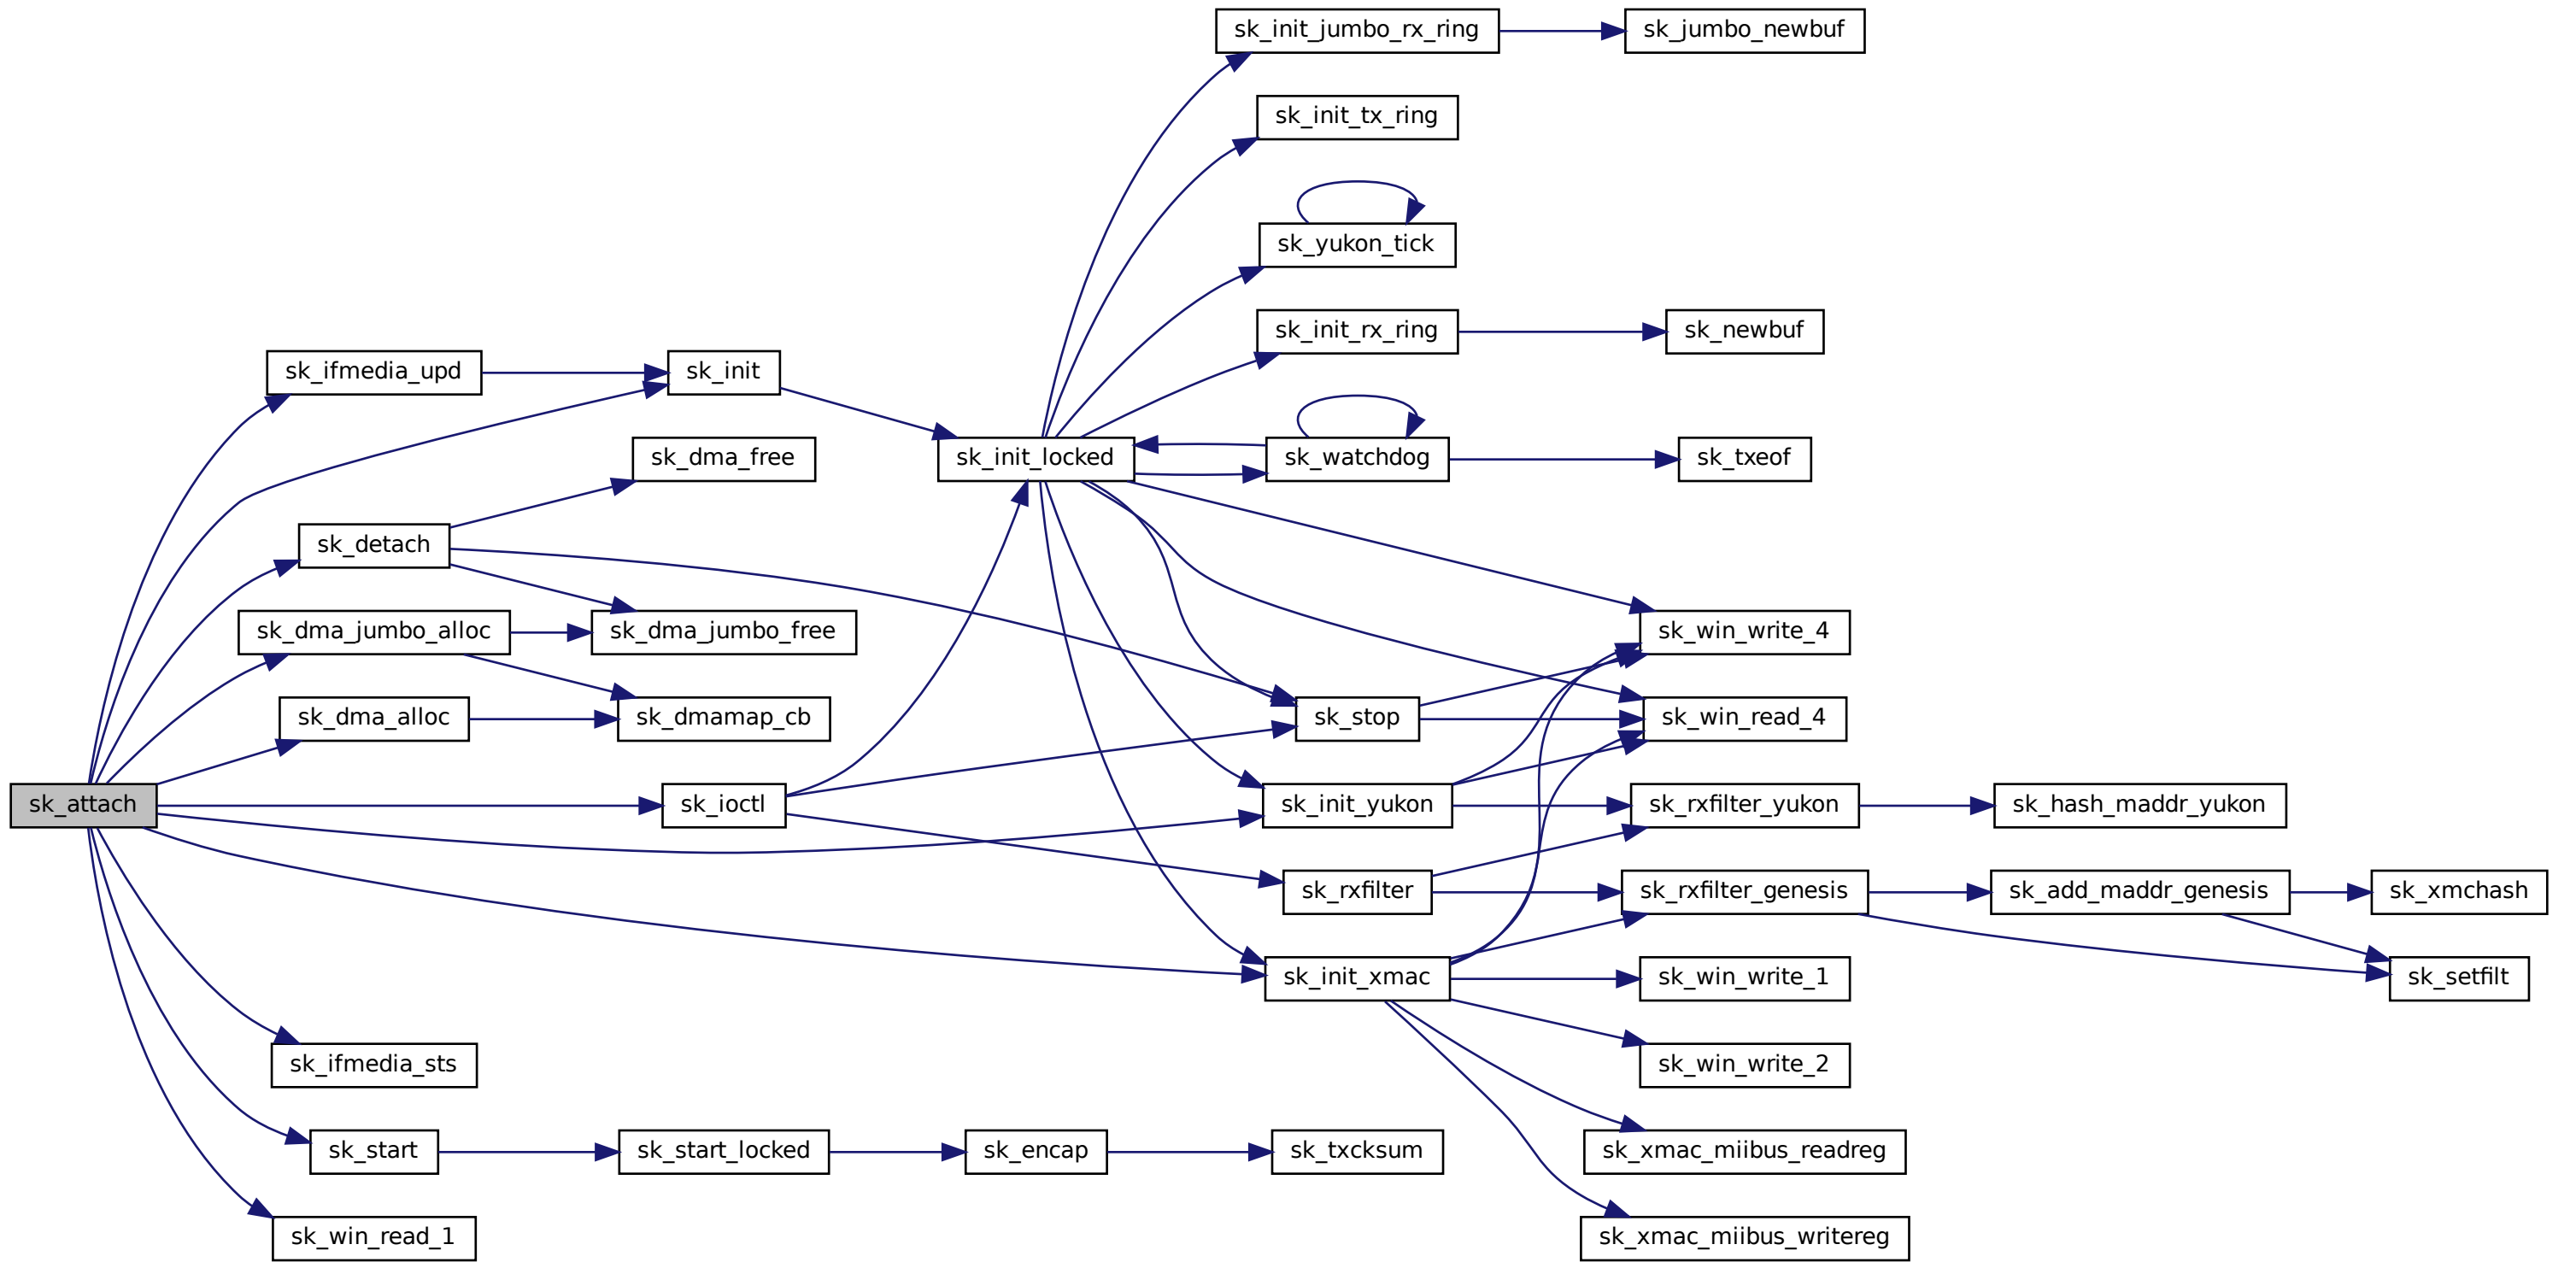 sk_init_jumbo_rx_ring
sk_jumbo_newbuf
sk_init_tx_ring
sk_yukon_tick
sk_init_rx_ring
sk_newbuf
sk_ifmedia_upd
sk_init
sk_dma_free
sk_init_locked
sk_watchdog
sk_txeof
sk_detach
sk_dma_jumbo_alloc
sk_dma_jumbo_free
sk_win_write_4
sk_dma_alloc
sk_dmamap_cb
sk_stop
sk_win_read_4
sk_attach
sk_ioctl
sk_init_yukon
sk_rxfilter_yukon
sk_hash_maddr_yukon
sk_rxfilter
sk_rxfilter_genesis
sk_add_maddr_genesis
sk_xmchash
sk_init_xmac
sk_win_write_1
sk_setfilt
sk_ifmedia_sts
sk_win_write_2
sk_start
sk_start_locked
sk_encap
sk_txcksum
sk_xmac_miibus_readreg
sk_win_read_1
sk_xmac_miibus_writereg